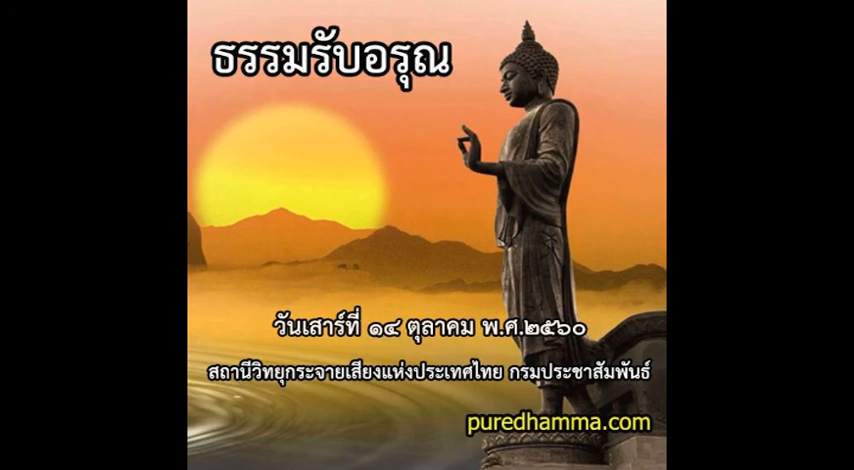 ธรรมรับอรุณ
วันเสาร์ที่ ๑๔ ตุลาคม พ.ศ.๒๕๖๐
สถานีวิทยุกระจายเสียงแห่งประเทศไทย กรมประชาสัมพันธ์
puredhamma.com